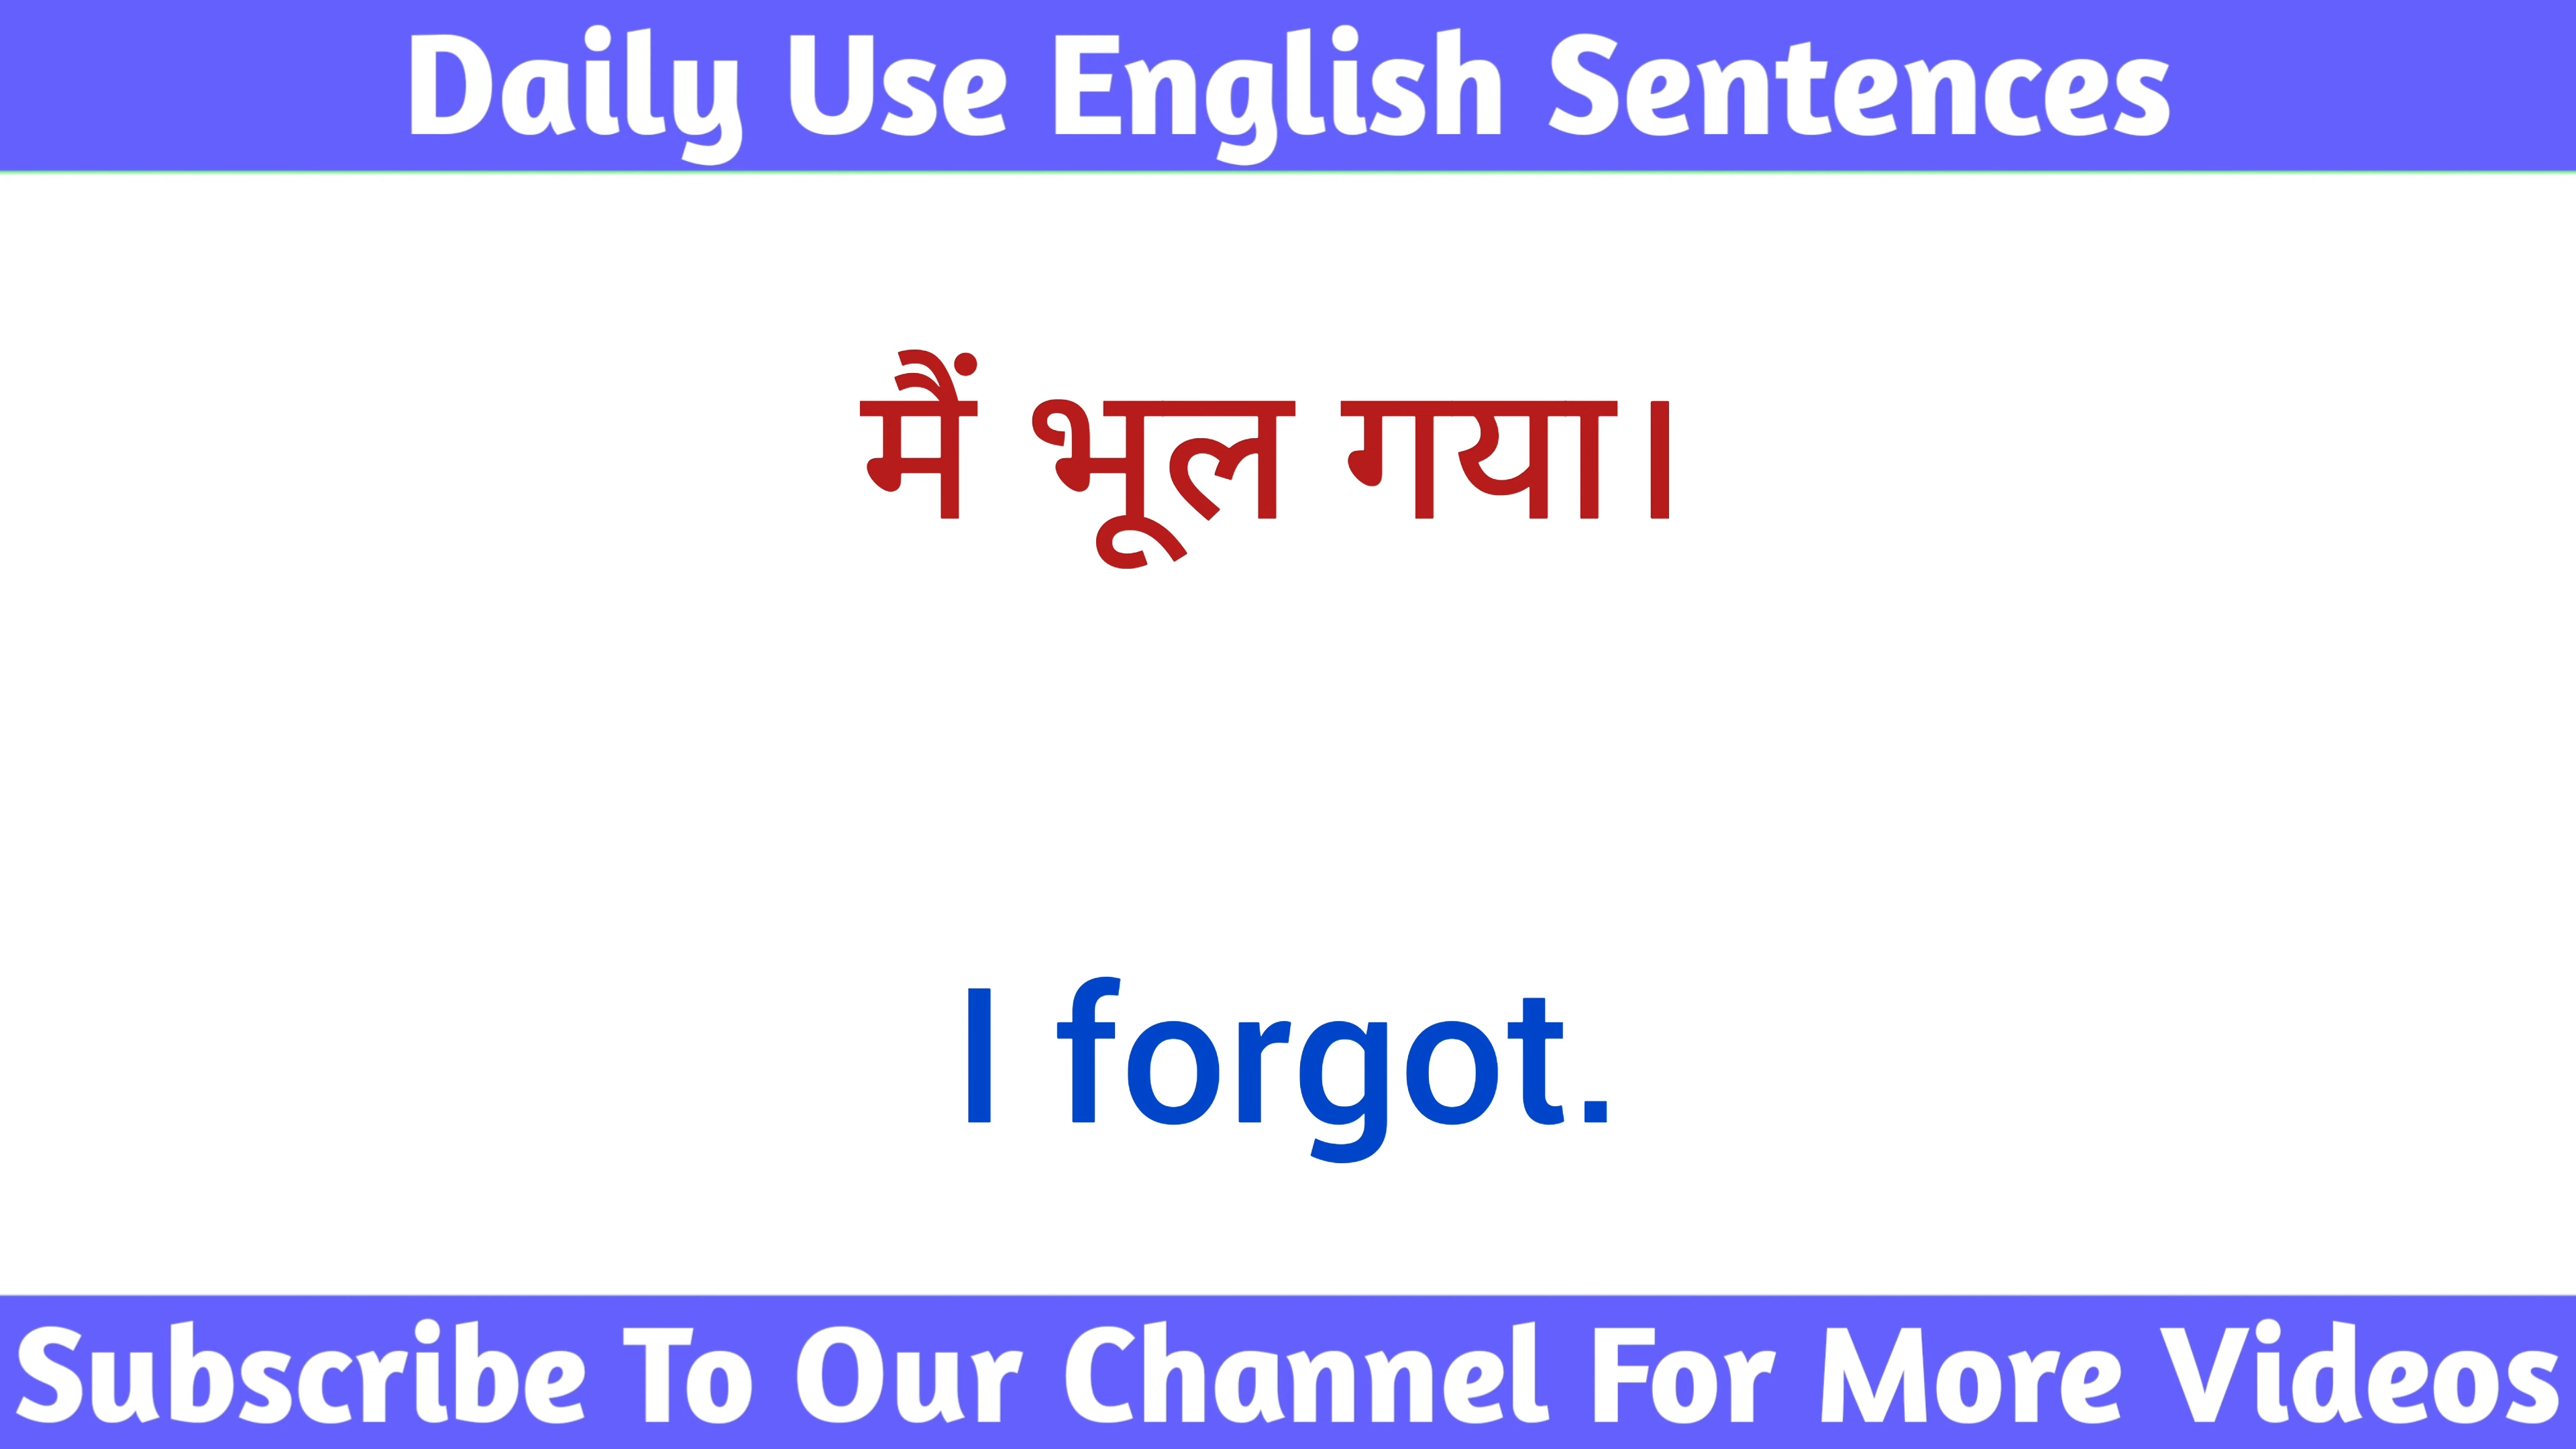 Daily Use English Sentences
मैं भूल गया।
I forgot.
Subscribe To Our Channel For More Videos